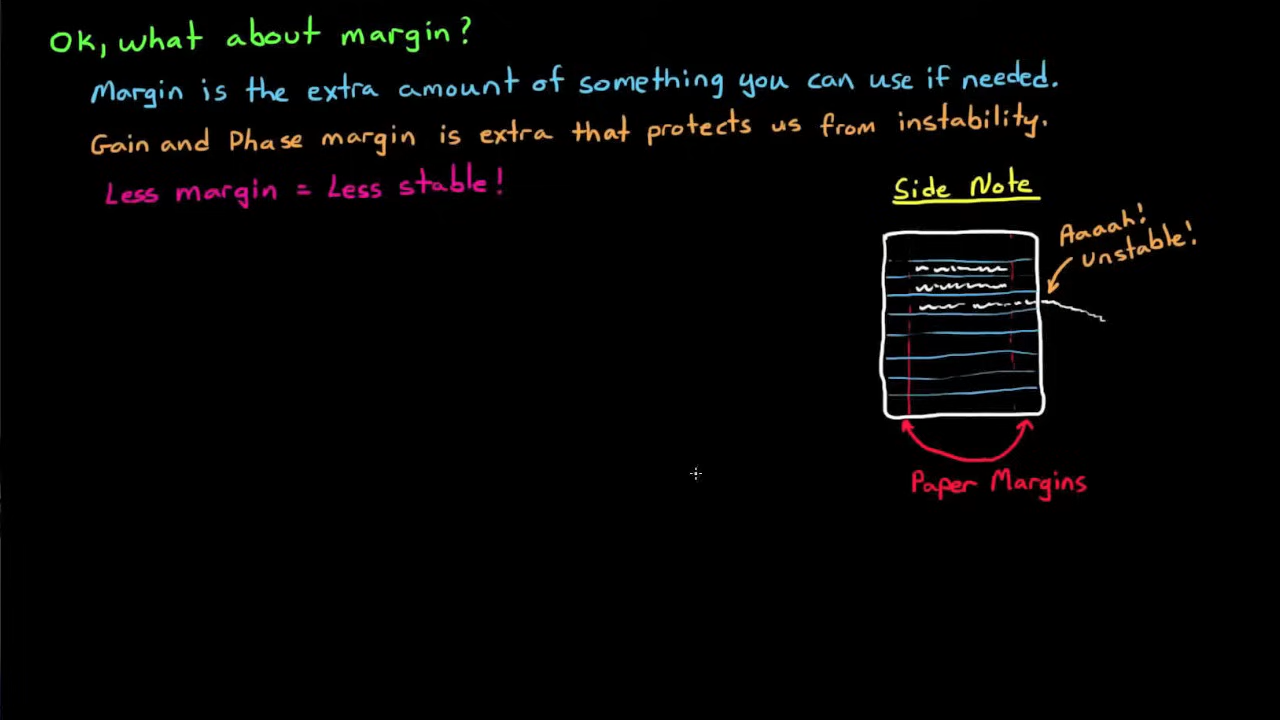 Ok, what about margin?
Margin is the extra amount of something you can use if needed.
Gain and Phase margin is extra that protects us from instability.
Less margin = Less stable!
Side Note
Aaaah!
unstable!
Paper Margins